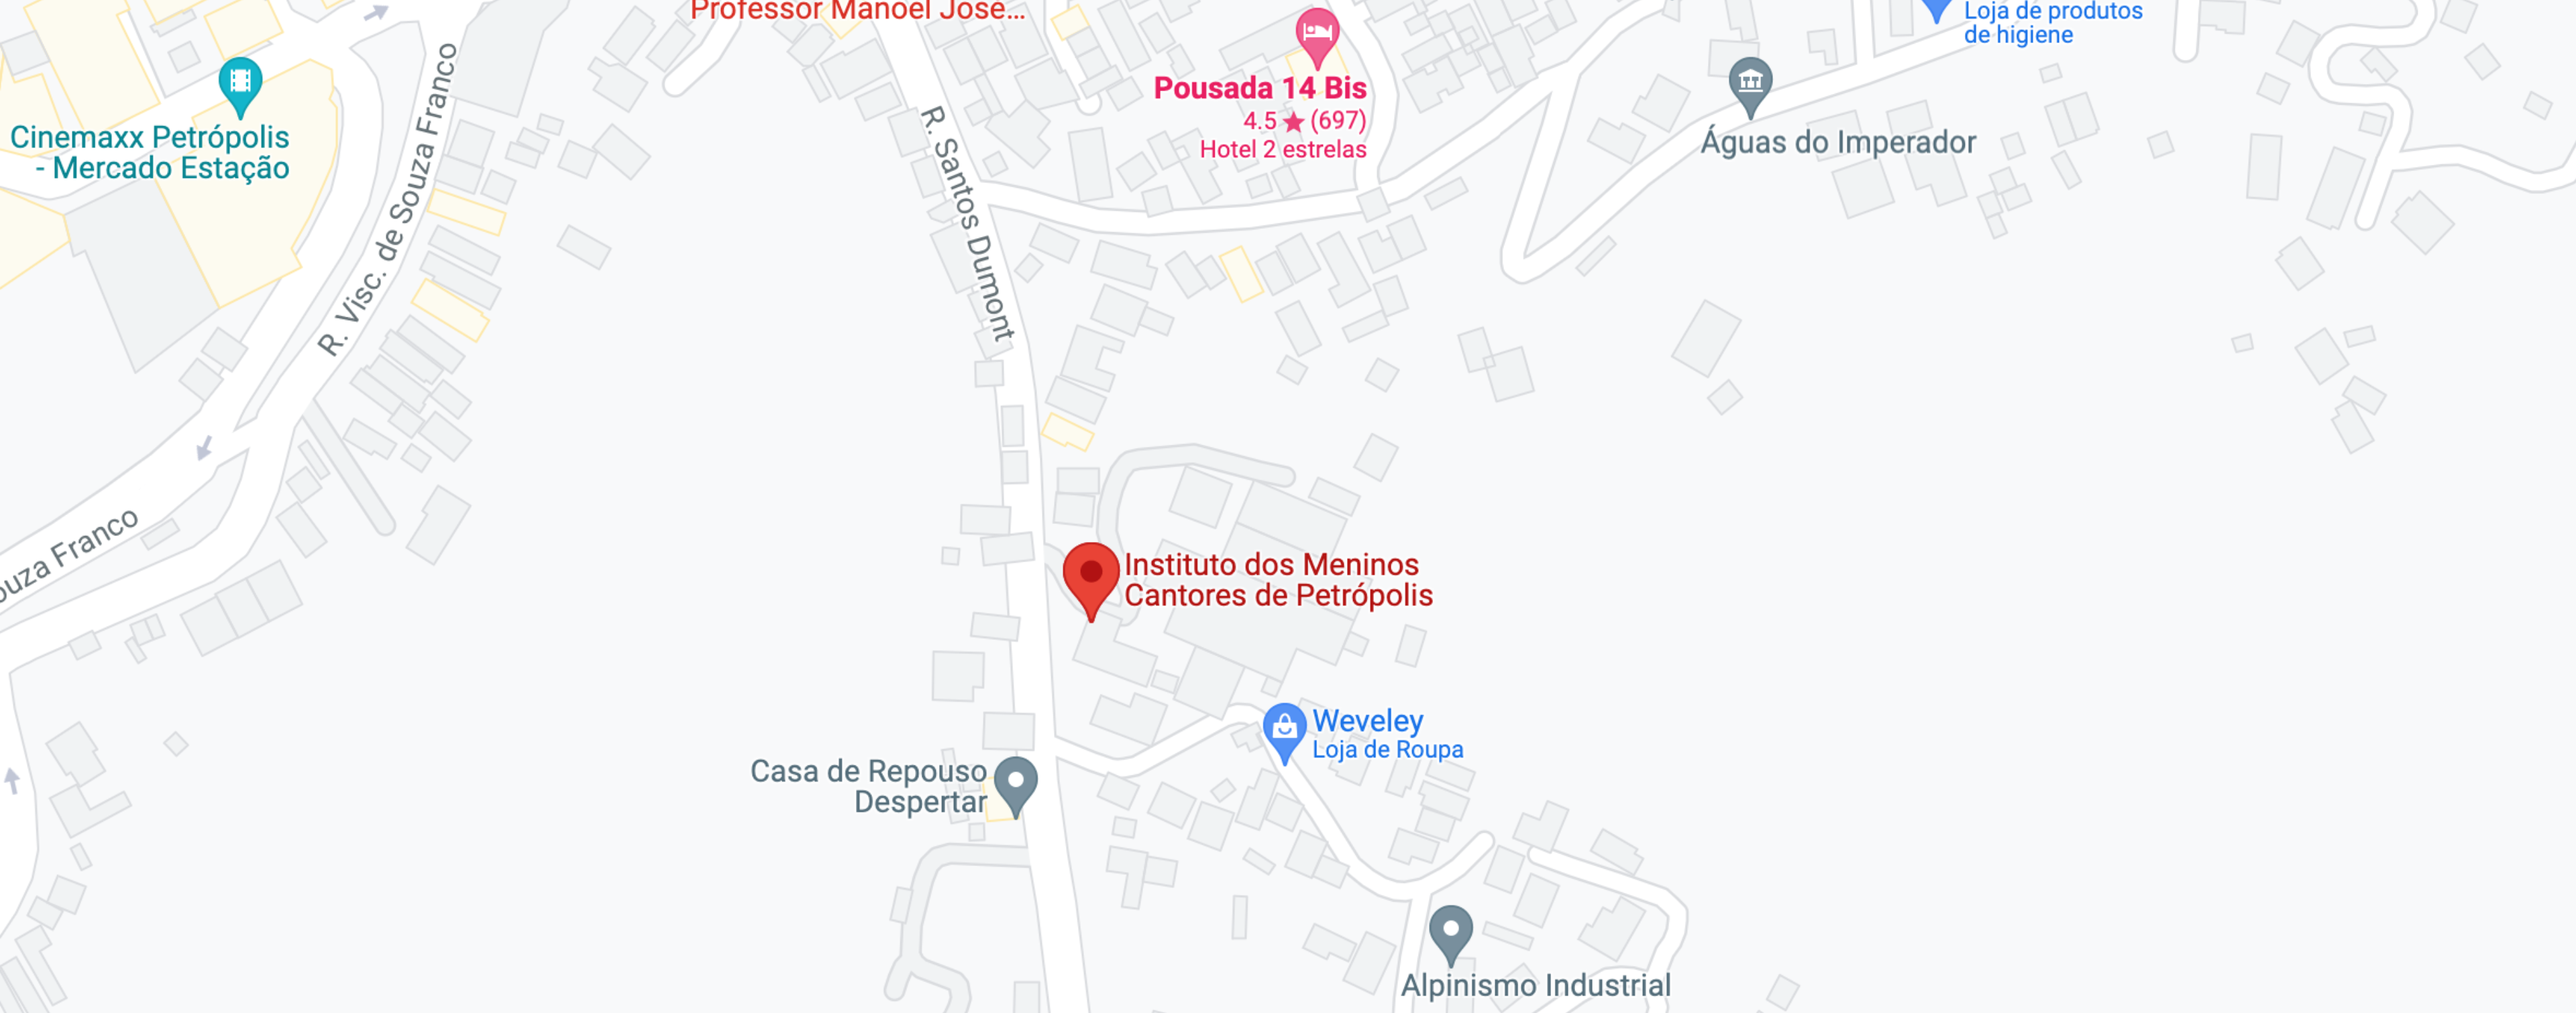 Professor Manoel José...
Loja de produtos
de higiene
Cinemaxx Petrópolis
- Mercado Estação
R. Visc. de Souza Franco
R. Santos Dumont
Pousada 14 Bis
4.5 ★ (697)
Hotel 2 estrelas
Águas do Imperador
ouza Franco
Instituto dos Meninos
Cantores de Petrópolis
Weveley
Loja de Roupa
Casa de Repouso
Despertar
Alpinismo Industrial